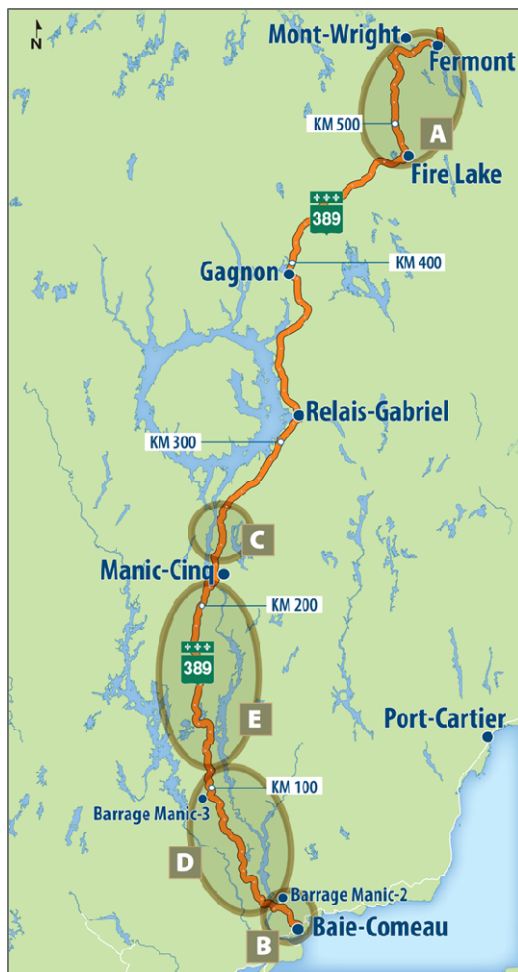 N
Mont-Wright
Fermont
KM 500
A
Fire Lake
389
KM 400
Gagnon
Relais-Gabriel
KM 300
C
Manic-Cinq
KM 200
389
E
Port-Cartier
KM 100
Barrage Manic-3
D
Barrage Manic-2
B
Baie-Comeau